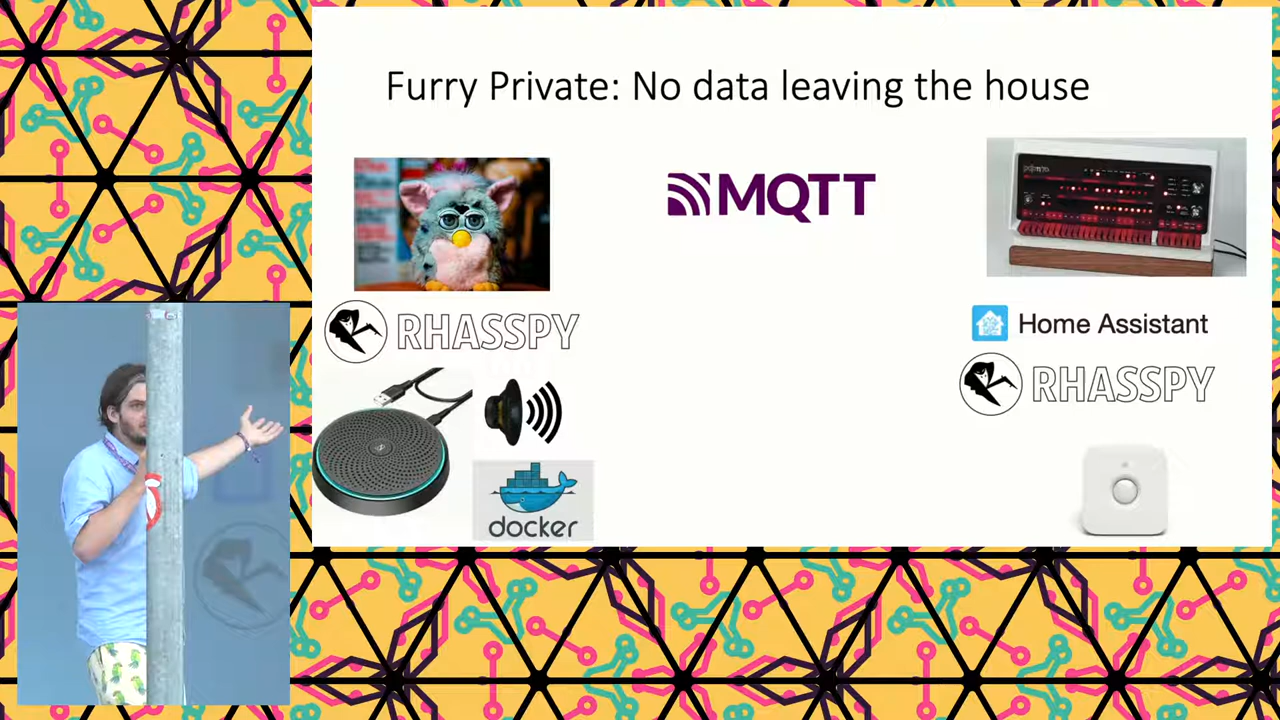 Furry Private: No data leaving the house
MQTT
RHASSPY
Home Assistant
RHASSPY
docker